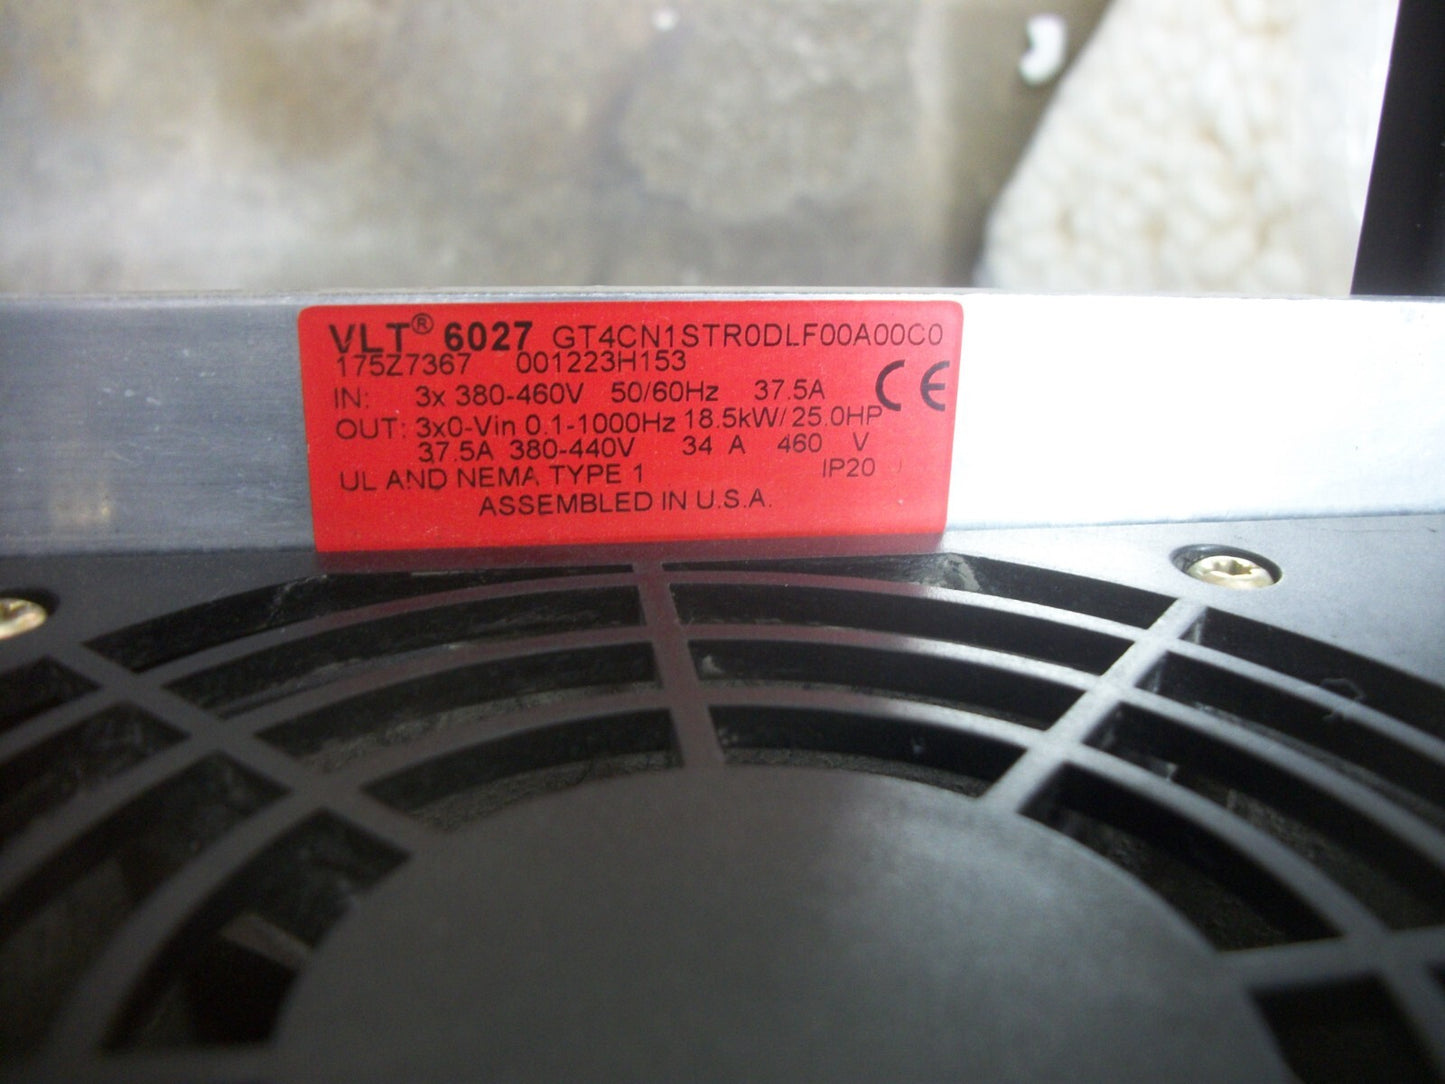 VLT® 6027 GT4CN1STR0DLF00A00C0
175Z7367 001223H153
IN: 3x 380-460V 50/60Hz 37.5A CE
OUT: 3x0-Vin 0.1-1000Hz 18.5kW/25.0HP
37.5A 380-440V 34 A 460 V
UL AND NEMA TYPE 1 IP20
ASSEMBLED IN U.S.A.